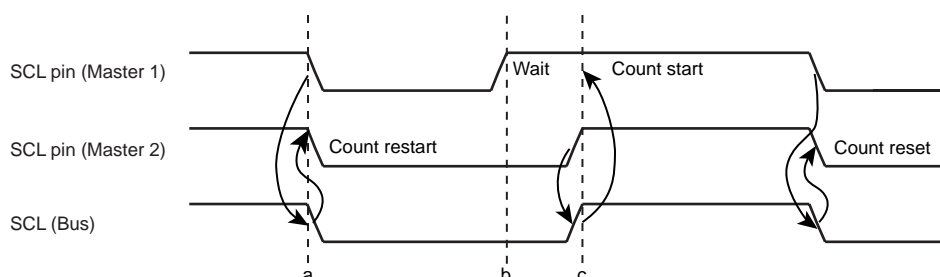 SCL pin (Master 1)
Wait
Count start
SCL pin (Master 2)
Count restart
Count reset
SCL (Bus)
a
b
c